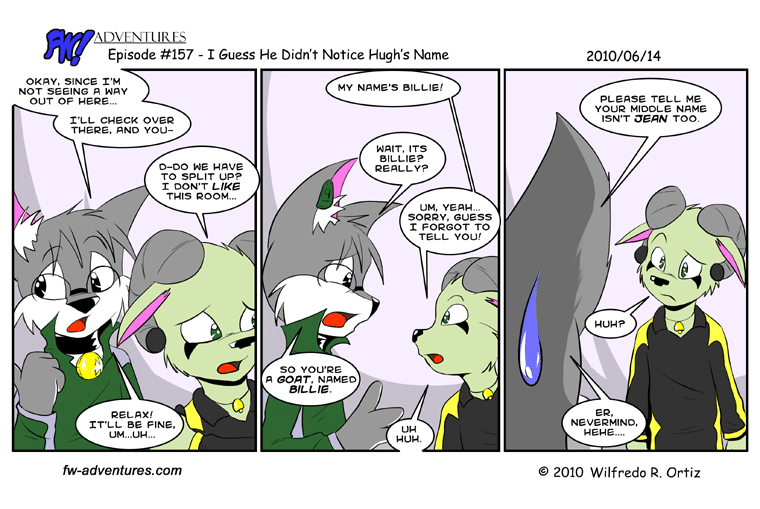 FW! ADVENTURES
Episode #157 - I Guess He Didn't Notice Hugh's Name
2010/06/14
OKAY, SINCE I'M
NOT SEEING A WAY
OUT OF HERE...
I'LL CHECK OVER
THERE, AND YOU-
D-DO WE HAVE
TO SPLIT UP?
I DON'T LIKE
THIS ROOM...
RELAX!
IT'LL BE FINE,
UM...UH...
MY NAME'S BILLIE!
WAIT, ITS
BILLIE?
REALLY?
UM, YEAH...
SORRY, GUESS
I FORGOT TO
TELL YOU!
SO YOU'RE
A GOAT, NAMED
BILLIE.
UH
HUH.
PLEASE TELL ME
YOUR MIDDLE NAME
ISN'T JEAN TOO.
HUH?
ER,
NEVERMIND,
HEHE....
fw-adventures.com
© 2010 Wilfredo R. Ortiz